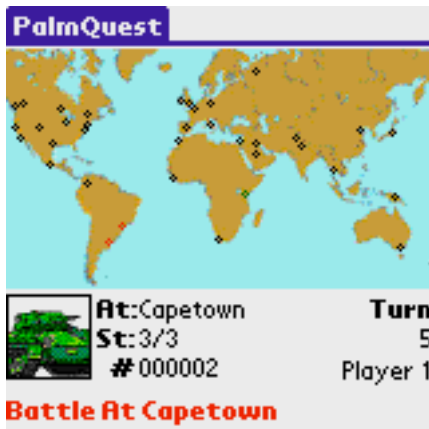 PalmQuest
At:Capetown
Turn
St:3/3
5
#000002
Player 1
Battle At Capetown